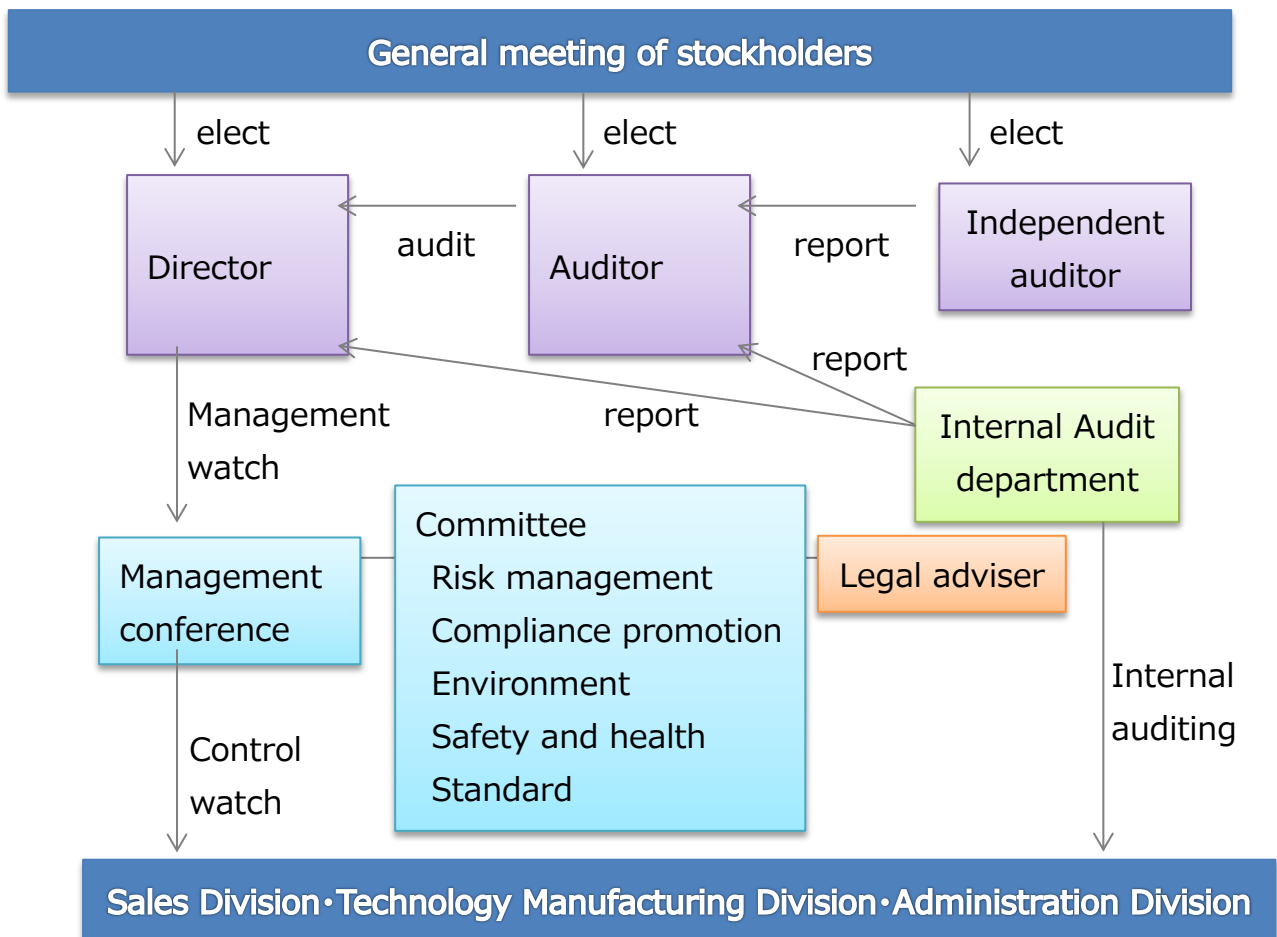 General meeting of stockholders
elect
elect
elect
Director
audit
Auditor
report
Independent
auditor
report
report
Management
watch
Internal Audit
department
Management
conference
Committee
Risk management
Compliance promotion
Environment
Safety and health
Standard
Legal adviser
Control
watch
Internal
auditing
Sales Division・Technology Manufacturing Division・Administration Division